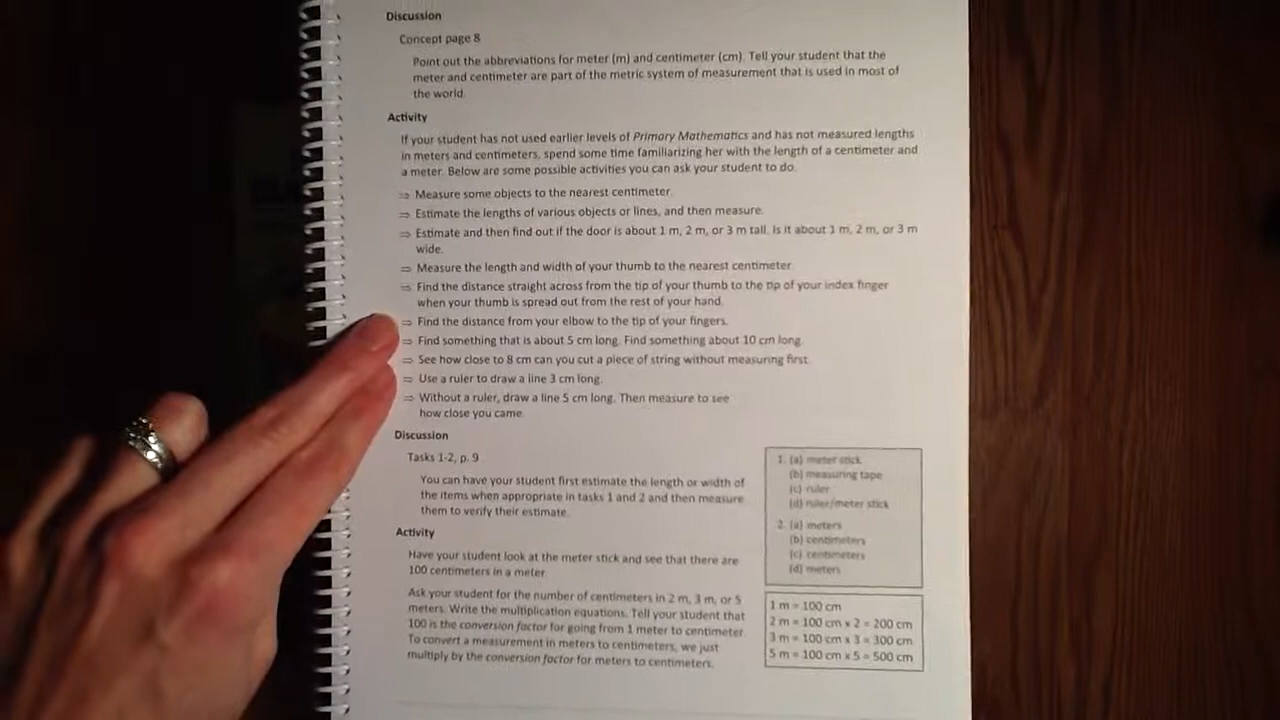 Discussion
Concept page 8
Point out the abbreviations for meter (m) and centimeter (cm). Tell your student that the
meter and centimeter are part of the metric system of measurement that is used in most of
the world.
Activity
If your student has not used earlier levels of Primary Mathematics and has not measured lengths
in meters and centimeters, spend some time familiarizing her with the length of a centimeter and
a meter. Below are some possible activities you can ask your student to do.
⇒ Measure some objects to the nearest centimeter.
⇒ Estimate the lengths of various objects or lines, and then measure.
⇒ Estimate and then find out if the door is about 1 m, 2 m, or 3 m tall. Is it about 1 m, 2 m, or 3 m
wide.
⇒ Measure the length and width of your thumb to the nearest centimeter.
⇒ Find the distance straight across from the tip of your thumb to the tip of your index finger
when your thumb is spread out from the rest of your hand.
⇒ Find the distance from your elbow to the tip of your fingers.
⇒ Find something that is about 5 cm long. Find something about 10 cm long.
⇒ See how close to 8 cm can you cut a piece of string without measuring first.
⇒ Use a ruler to draw a line 3 cm long.
⇒ Without a ruler, draw a line 5 cm long. Then measure to see
how close you came.
Discussion
Tasks 1-2, p. 9
You can have your student first estimate the length or width of
the items when appropriate in tasks 1 and 2 and then measure
them to verify their estimate.
1. (a) meter stick
(b) measuring tape
(c) ruler
(d) ruler/meter stick
2. (a) meters
(b) centimeters
(c) centimeters
(d) meters
Activity
Have your student look at the meter stick and see that there are
100 centimeters in a meter.
Ask your student for the number of centimeters in 2 m, 3 m, or 5
meters. Write the multiplication equations. Tell your student that
100 is the conversion factor for going from 1 meter to centimeter.
To convert a measurement in meters to centimeters, we just
multiply by the conversion factor for meters to centimeters.
1 m = 100 cm
2 m = 100 cm x 2 = 200 cm
3 m = 100 cm x 3 = 300 cm
5 m = 100 cm x 5 = 500 cm